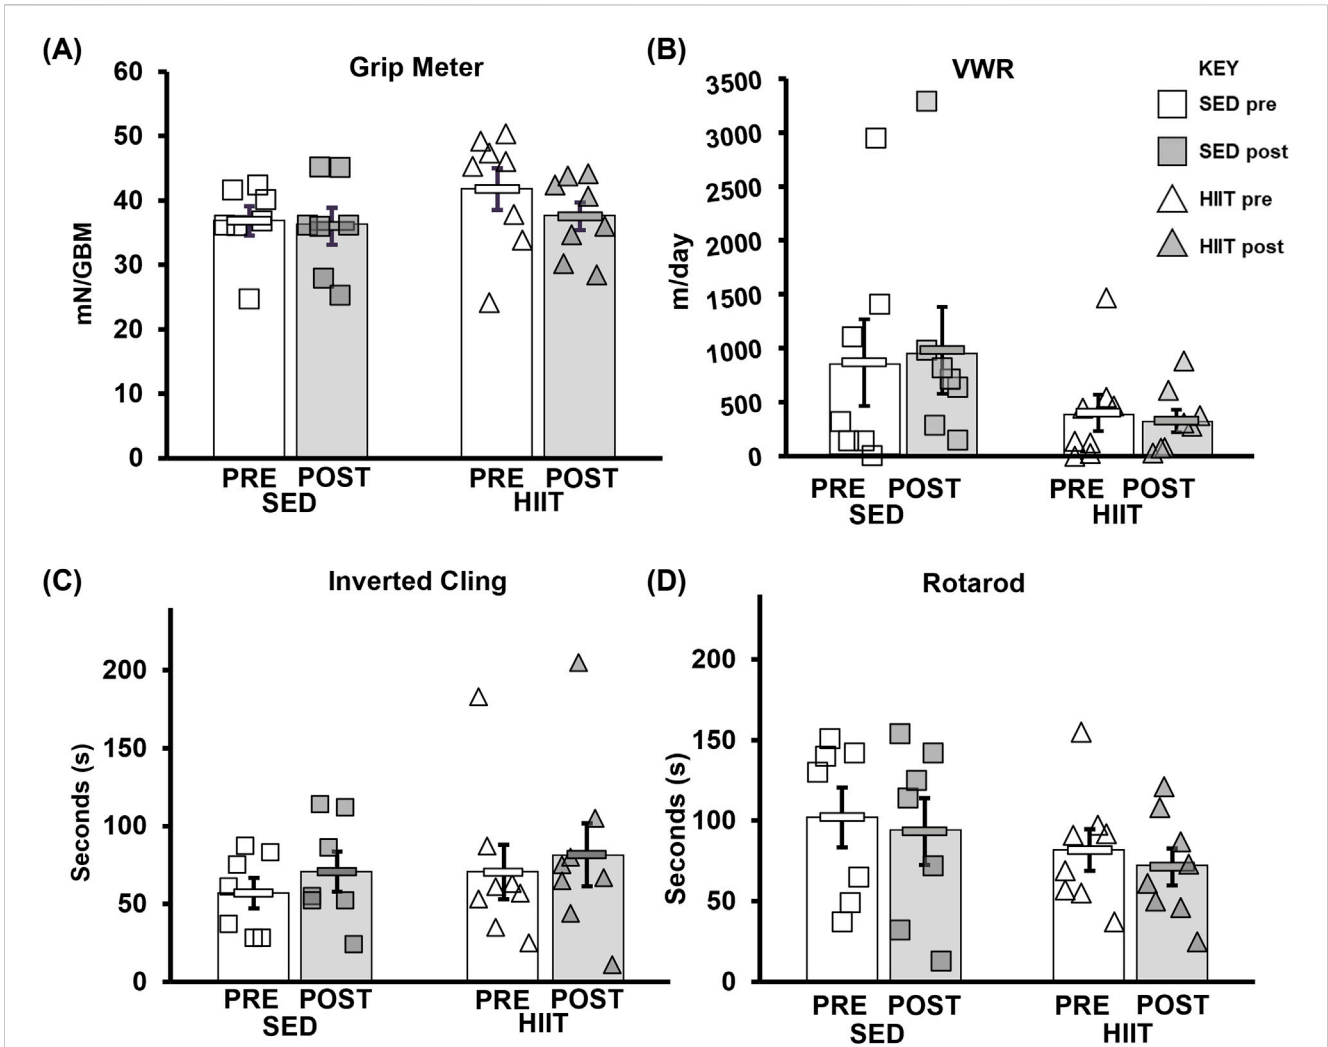 (A)
Grip Meter
60
50
40
30
20
10
0
mN/GBM
PRE POST PRE POST
SED HIIT
(B)
VWR
3500
3000
2500
2000
1500
1000
500
0
m/day
KEY
SED pre
SED post
HIIT pre
HIIT post
PRE POST PRE POST
SED HIIT
(C)
Inverted Cling
200
150
100
50
0
Seconds (s)
PRE POST PRE POST
SED HIIT
(D)
Rotarod
200
150
100
50
0
Seconds (s)
PRE POST PRE POST
SED HIIT